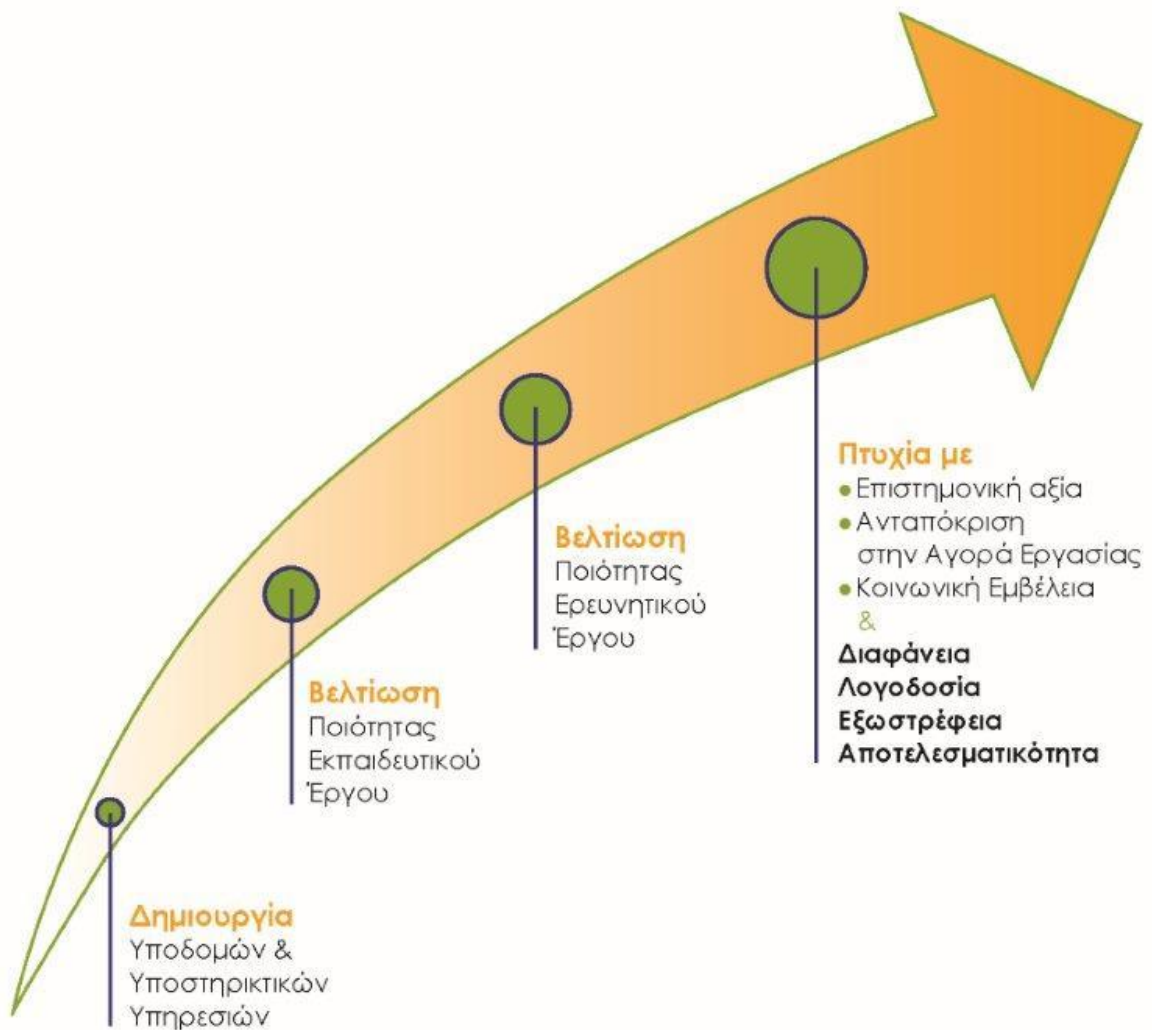 Δημιουργία
Υποδομών &
Υποστηρικτικών
Υπηρεσιών
Βελτίωση
Ποιότητας
Εκπαιδευτικού
Έργου
Βελτίωση
Ποιότητας
Ερευνητικού
Έργου
Πτυχία με
● Επιστημονική αξία
● Ανταπόκριση
στην Αγορά Εργασίας
● Κοινωνική Εμβέλεια
&
Διαφάνεια
Λογοδοσία
Εξωστρέφεια
Αποτελεσματικότητα